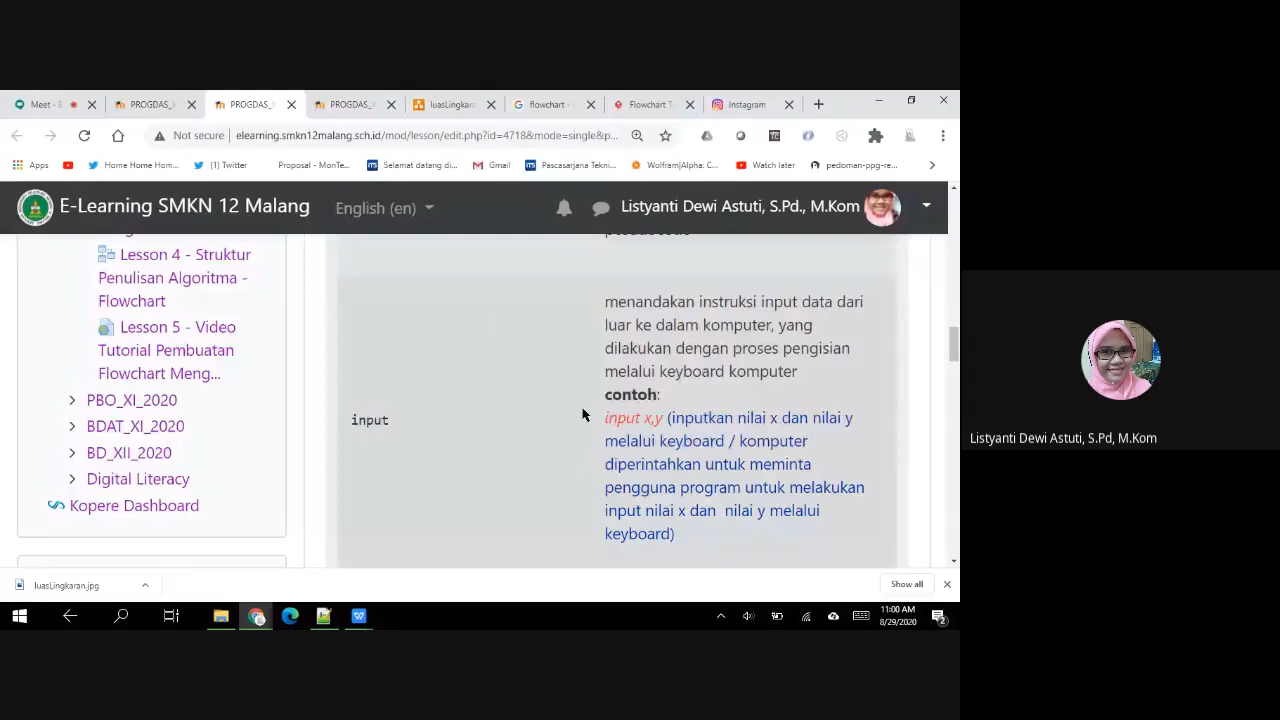 Meet - l
PROGDAS_
PROGDAS_
PROGDAS_
luasLingkaran
flowchart -
Flowchart T
Instagram
Not secure
elearning.smkn12malang.sch.id/mod/lesson/edit.php?id=4718&mode=single&p...
Apps
Home Home Hom...
(1) Twitter
Proposal - MonTe...
Selamat datang di...
Gmail
Pascasarjana Tekni...
Wolfram|Alpha: C...
Watch later
pedoman-ppg-re...
E-Learning SMKN 12 Malang
English (en)
Listyanti Dewi Astuti, S.Pd., M.Kom
Lesson 4 - Struktur
Penulisan Algoritma -
Flowchart
Lesson 5 - Video
Tutorial Pembuatan
Flowchart Meng...
PBO_XI_2020
BDAT_XI_2020
BD_XII_2020
Digital Literacy
Kopere Dashboard
input
menandakan instruksi input data dari
luar ke dalam komputer, yang
dilakukan dengan proses pengisian
melalui keyboard komputer
contoh:
input x,y (inputkan nilai x dan nilai y
melalui keyboard / komputer
diperintahkan untuk meminta
pengguna program untuk melakukan
input nilai x dan nilai y melalui
keyboard)
luasLingkaran.jpg
Show all
11:00 AM
8/29/2020
2
Listyanti Dewi Astuti, S.Pd, M.Kom